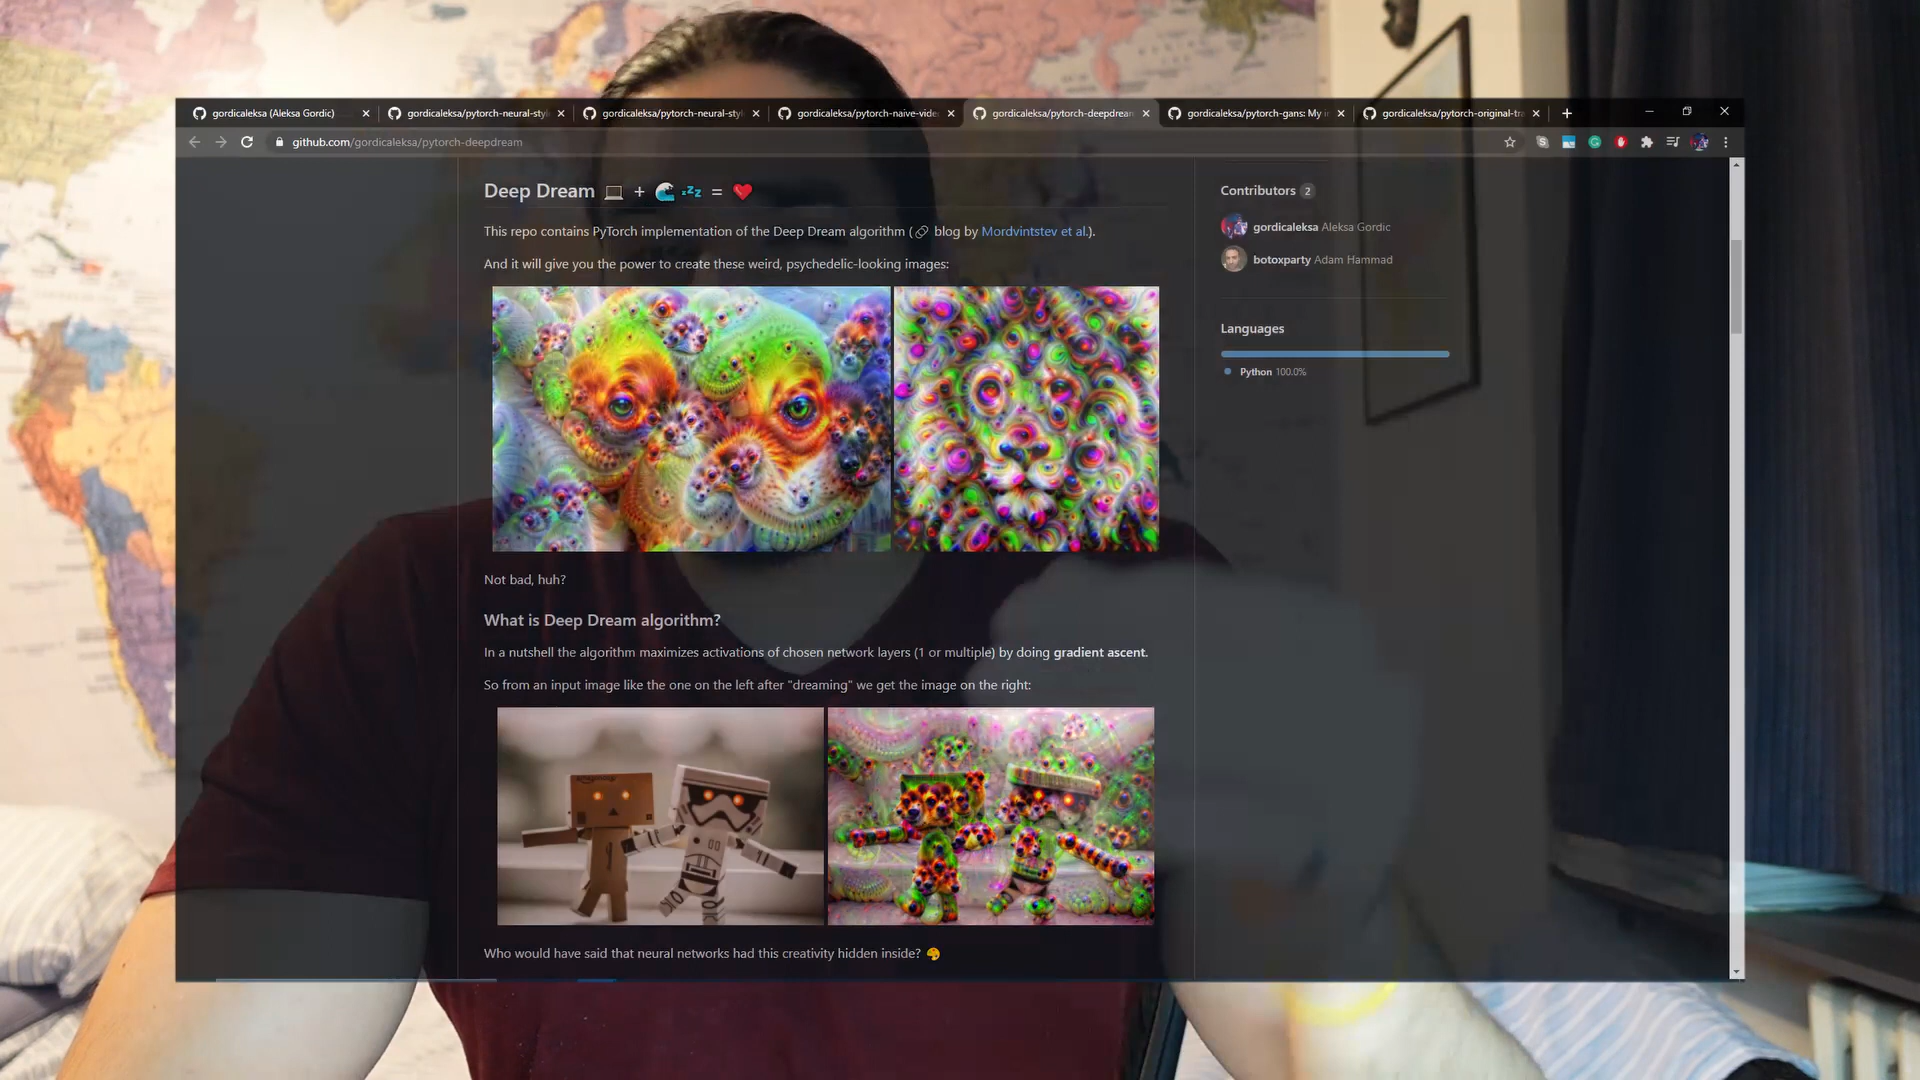 gordicaleksa (Aleksa Gordic)
gordicaleksa/pytorch-neural-styl
gordicaleksa/pytorch-neural-styl
gordicaleksa/pytorch-naive-vide
gordicaleksa/pytorch-deepdream
gordicaleksa/pytorch-gans: My i
gordicaleksa/pytorch-original-tra
github.com/gordicaleksa/pytorch-deepdream
Deep Dream 💻 + 🌊 💤 = ❤️
This repo contains PyTorch implementation of the Deep Dream algorithm (🔗 blog by Mordvintstev et al.).
And it will give you the power to create these weird, psychedelic-looking images:
Not bad, huh?
What is Deep Dream algorithm?
In a nutshell the algorithm maximizes activations of chosen network layers (1 or multiple) by doing gradient ascent.
So from an input image like the one on the left after "dreaming" we get the image on the right:
Who would have said that neural networks had this creativity hidden inside? 🎨
Contributors 2
gordicaleksa Aleksa Gordic
botoxparty Adam Hammad
Languages
Python 100.0%